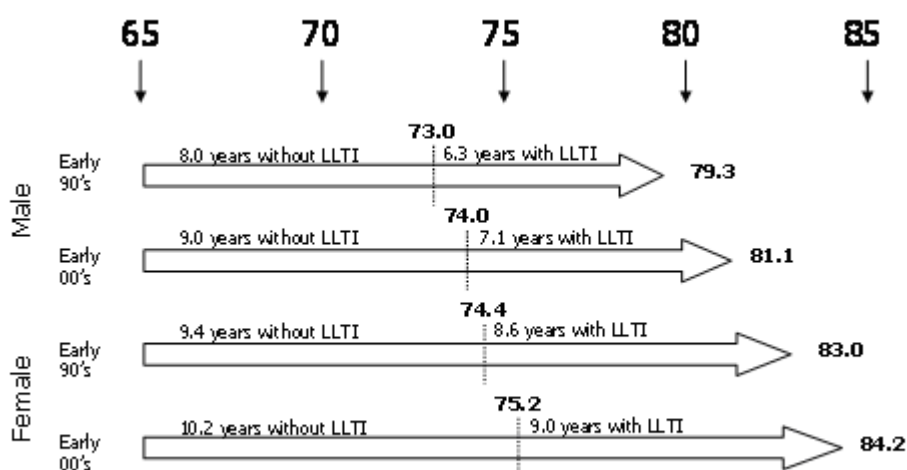 65 70 75 80 85
73.0
8.0 years without LLTI 6.3 years with LLTI
Early
90's
79.3
74.0
9.0 years without LLTI 7.1 years with LLTI
Early
00's
81.1
Male
74.4
9.4 years without LLTI 8.6 years with LLTI
Early
90's
83.0
75.2
10.2 years without LLTI 9.0 years with LLTI
Early
00's
84.2
Female